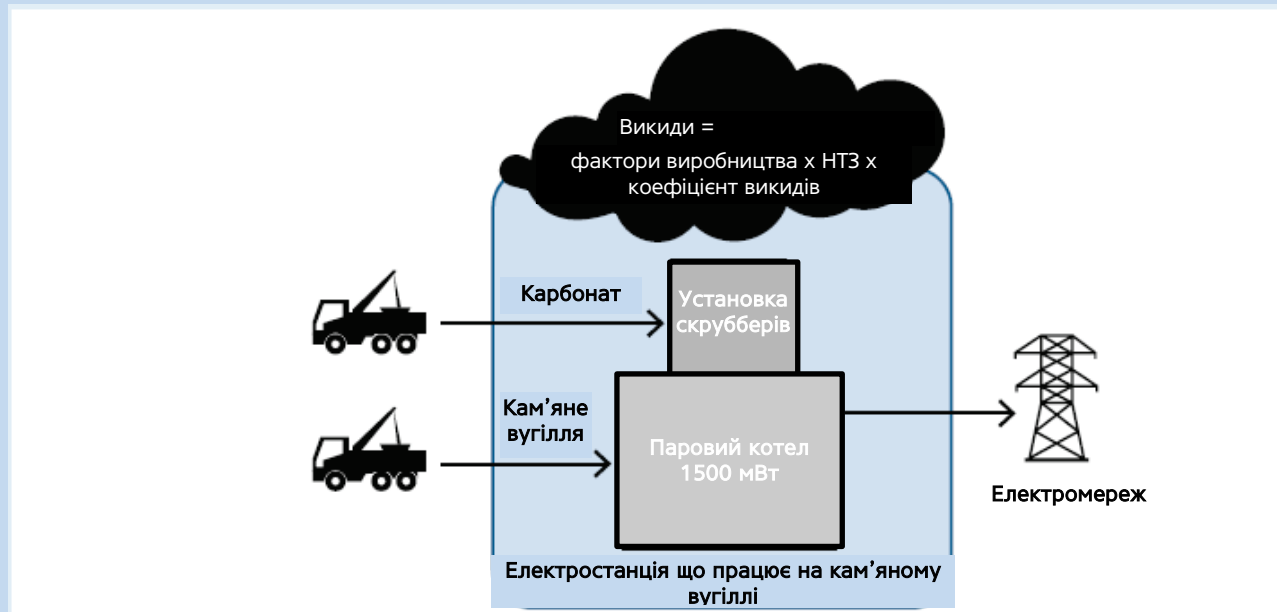 Викиди =
фактори виробництва x НТЗ x
коефіцієнт викидів
Карбонат
Установка
скрубберів
Кам’яне
вугілля
Паровий котел
1500 мВт
Електромереж
Електростанція що працює на кам’яному
вугіллі